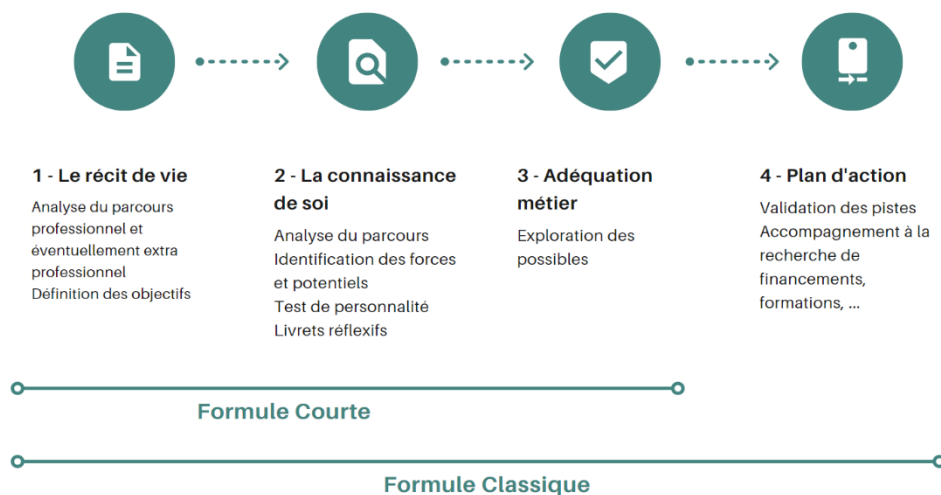 1 - Le récit de vie
Analyse du parcours
professionnel et
éventuellement extra
professionnel
Définition des objectifs
2 - La connaissance
de soi
Analyse du parcours
Identification des forces
et potentiels
Test de personnalité
Livrets réflexifs
3 - Adéquation
métier
Exploration des
possibles
4 - Plan d'action
Validation des pistes
Accompagnement à la
recherche de
financements,
formations, ...
Formule Courte
Formule Classique